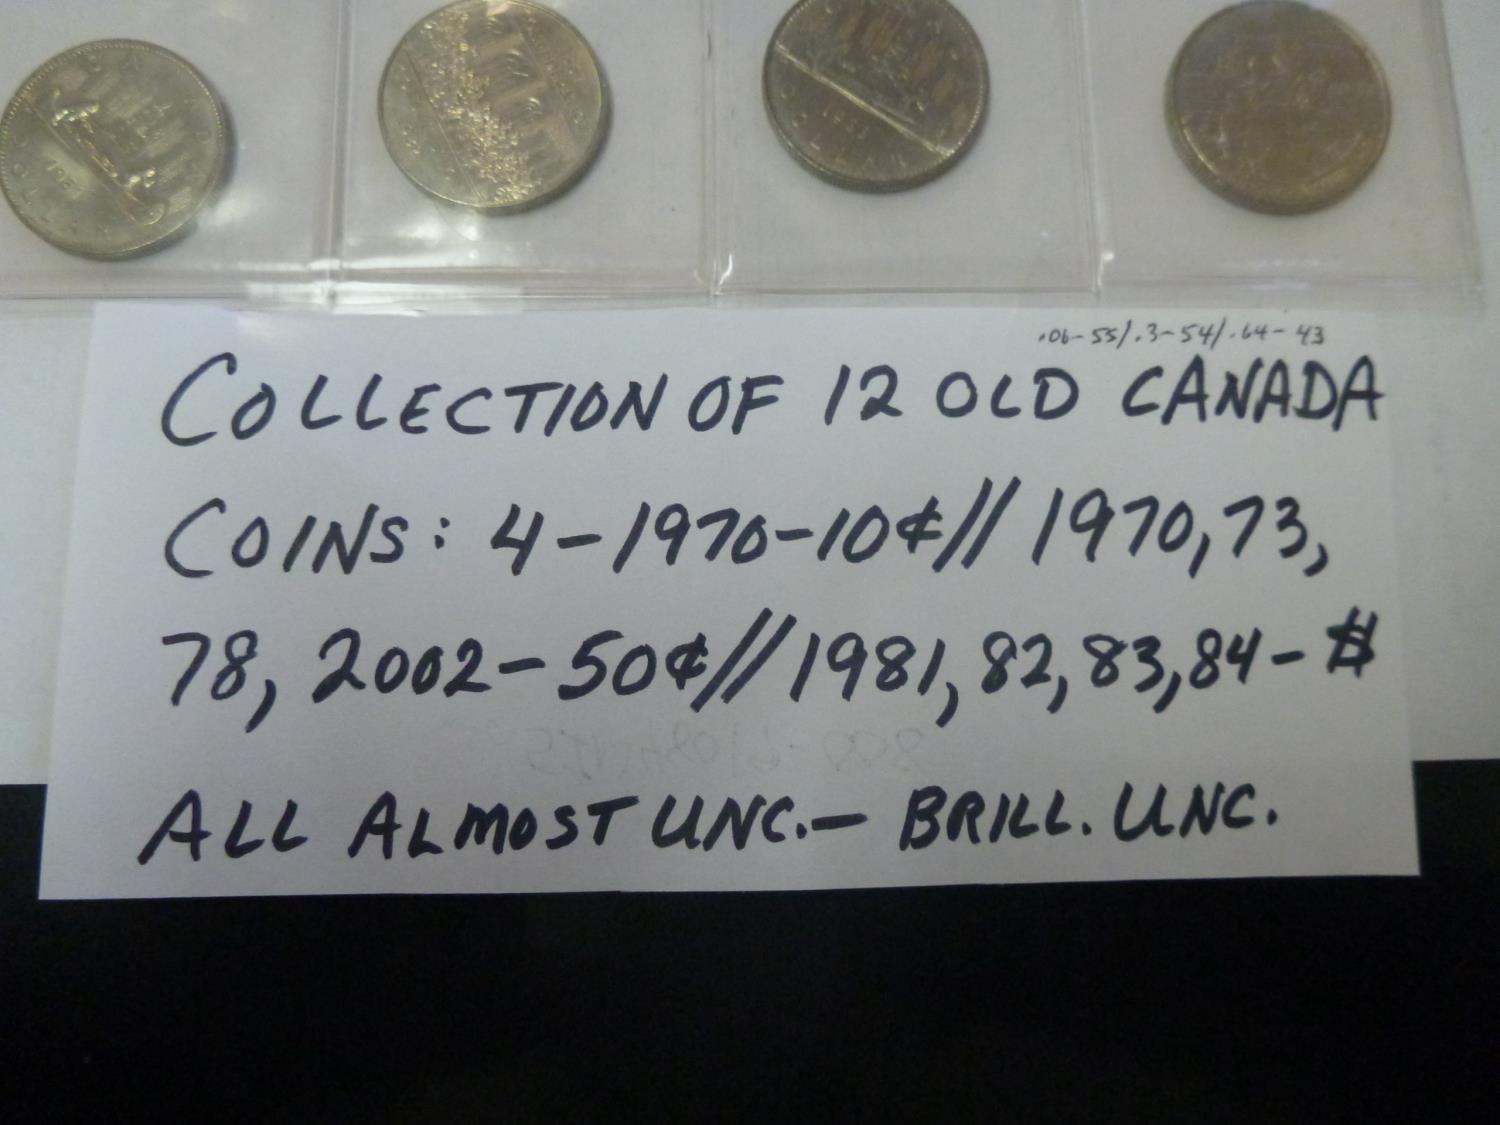 .06-55/.3-54/.64-43
COLLECTION OF 12 OLD CANADA
COINS: 4-1970-10¢// 1970,73,
78, 2002-50¢// 1981, 82, 83, 84-$
ALL ALMOST UNC.- BRILL. UNC.